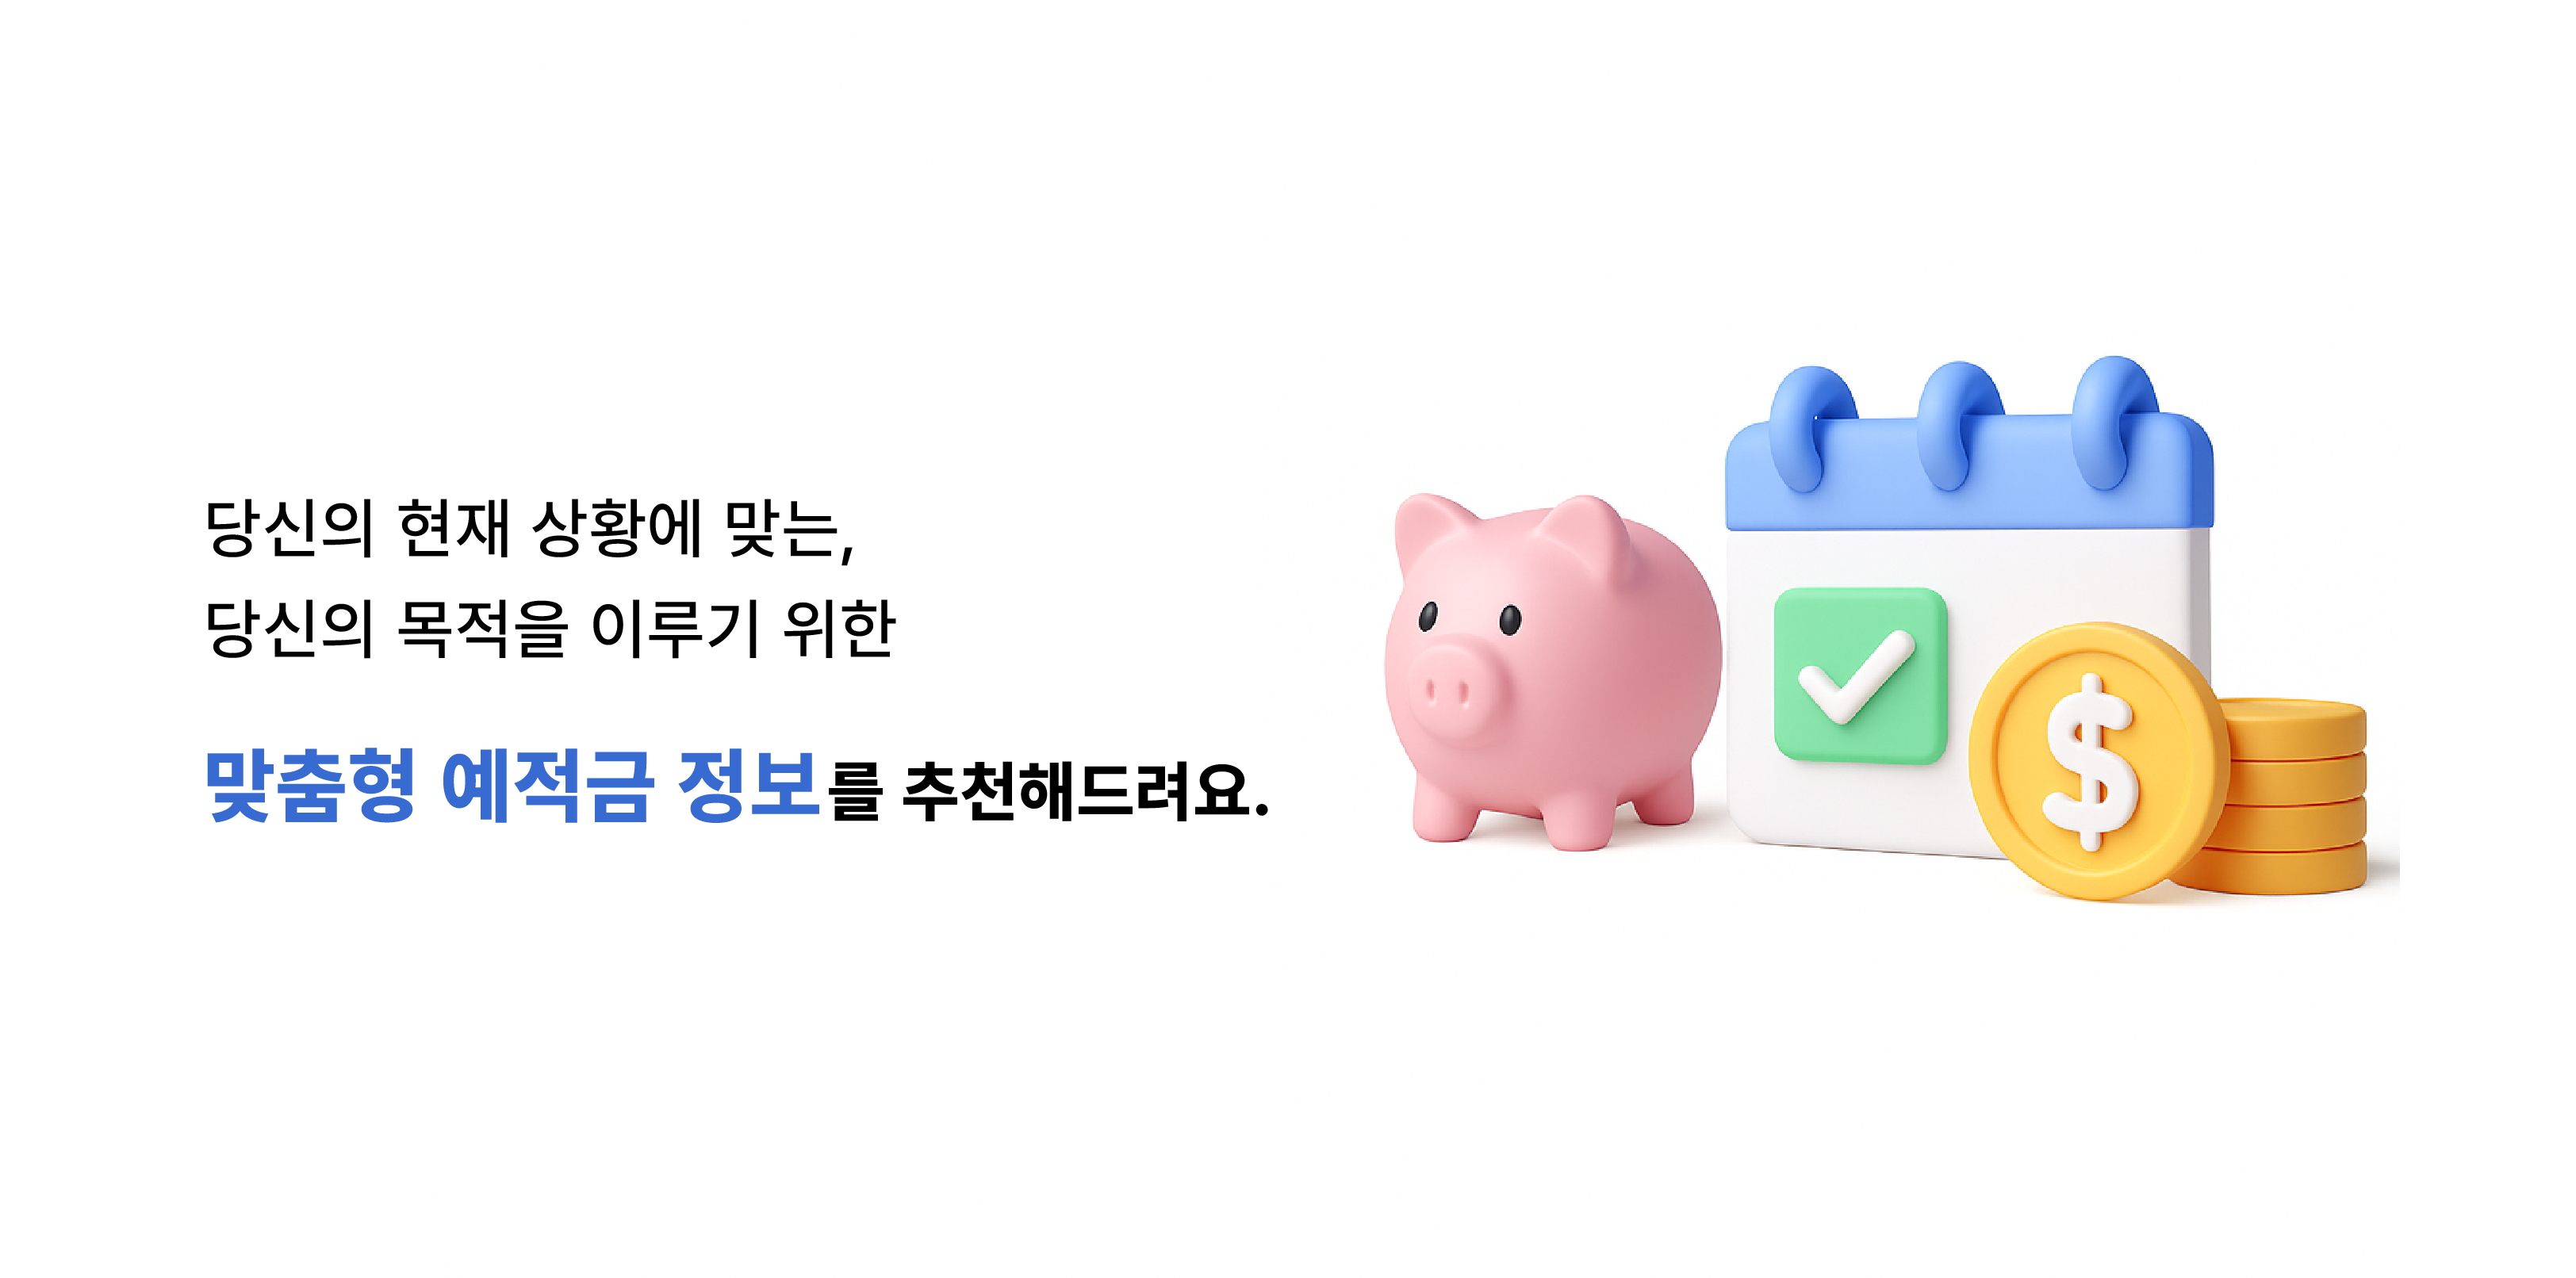 당신의 현재 상황에 맞는,
당신의 목적을 이루기 위한
맞춤형 예적금 정보를 추천해드려요.
$